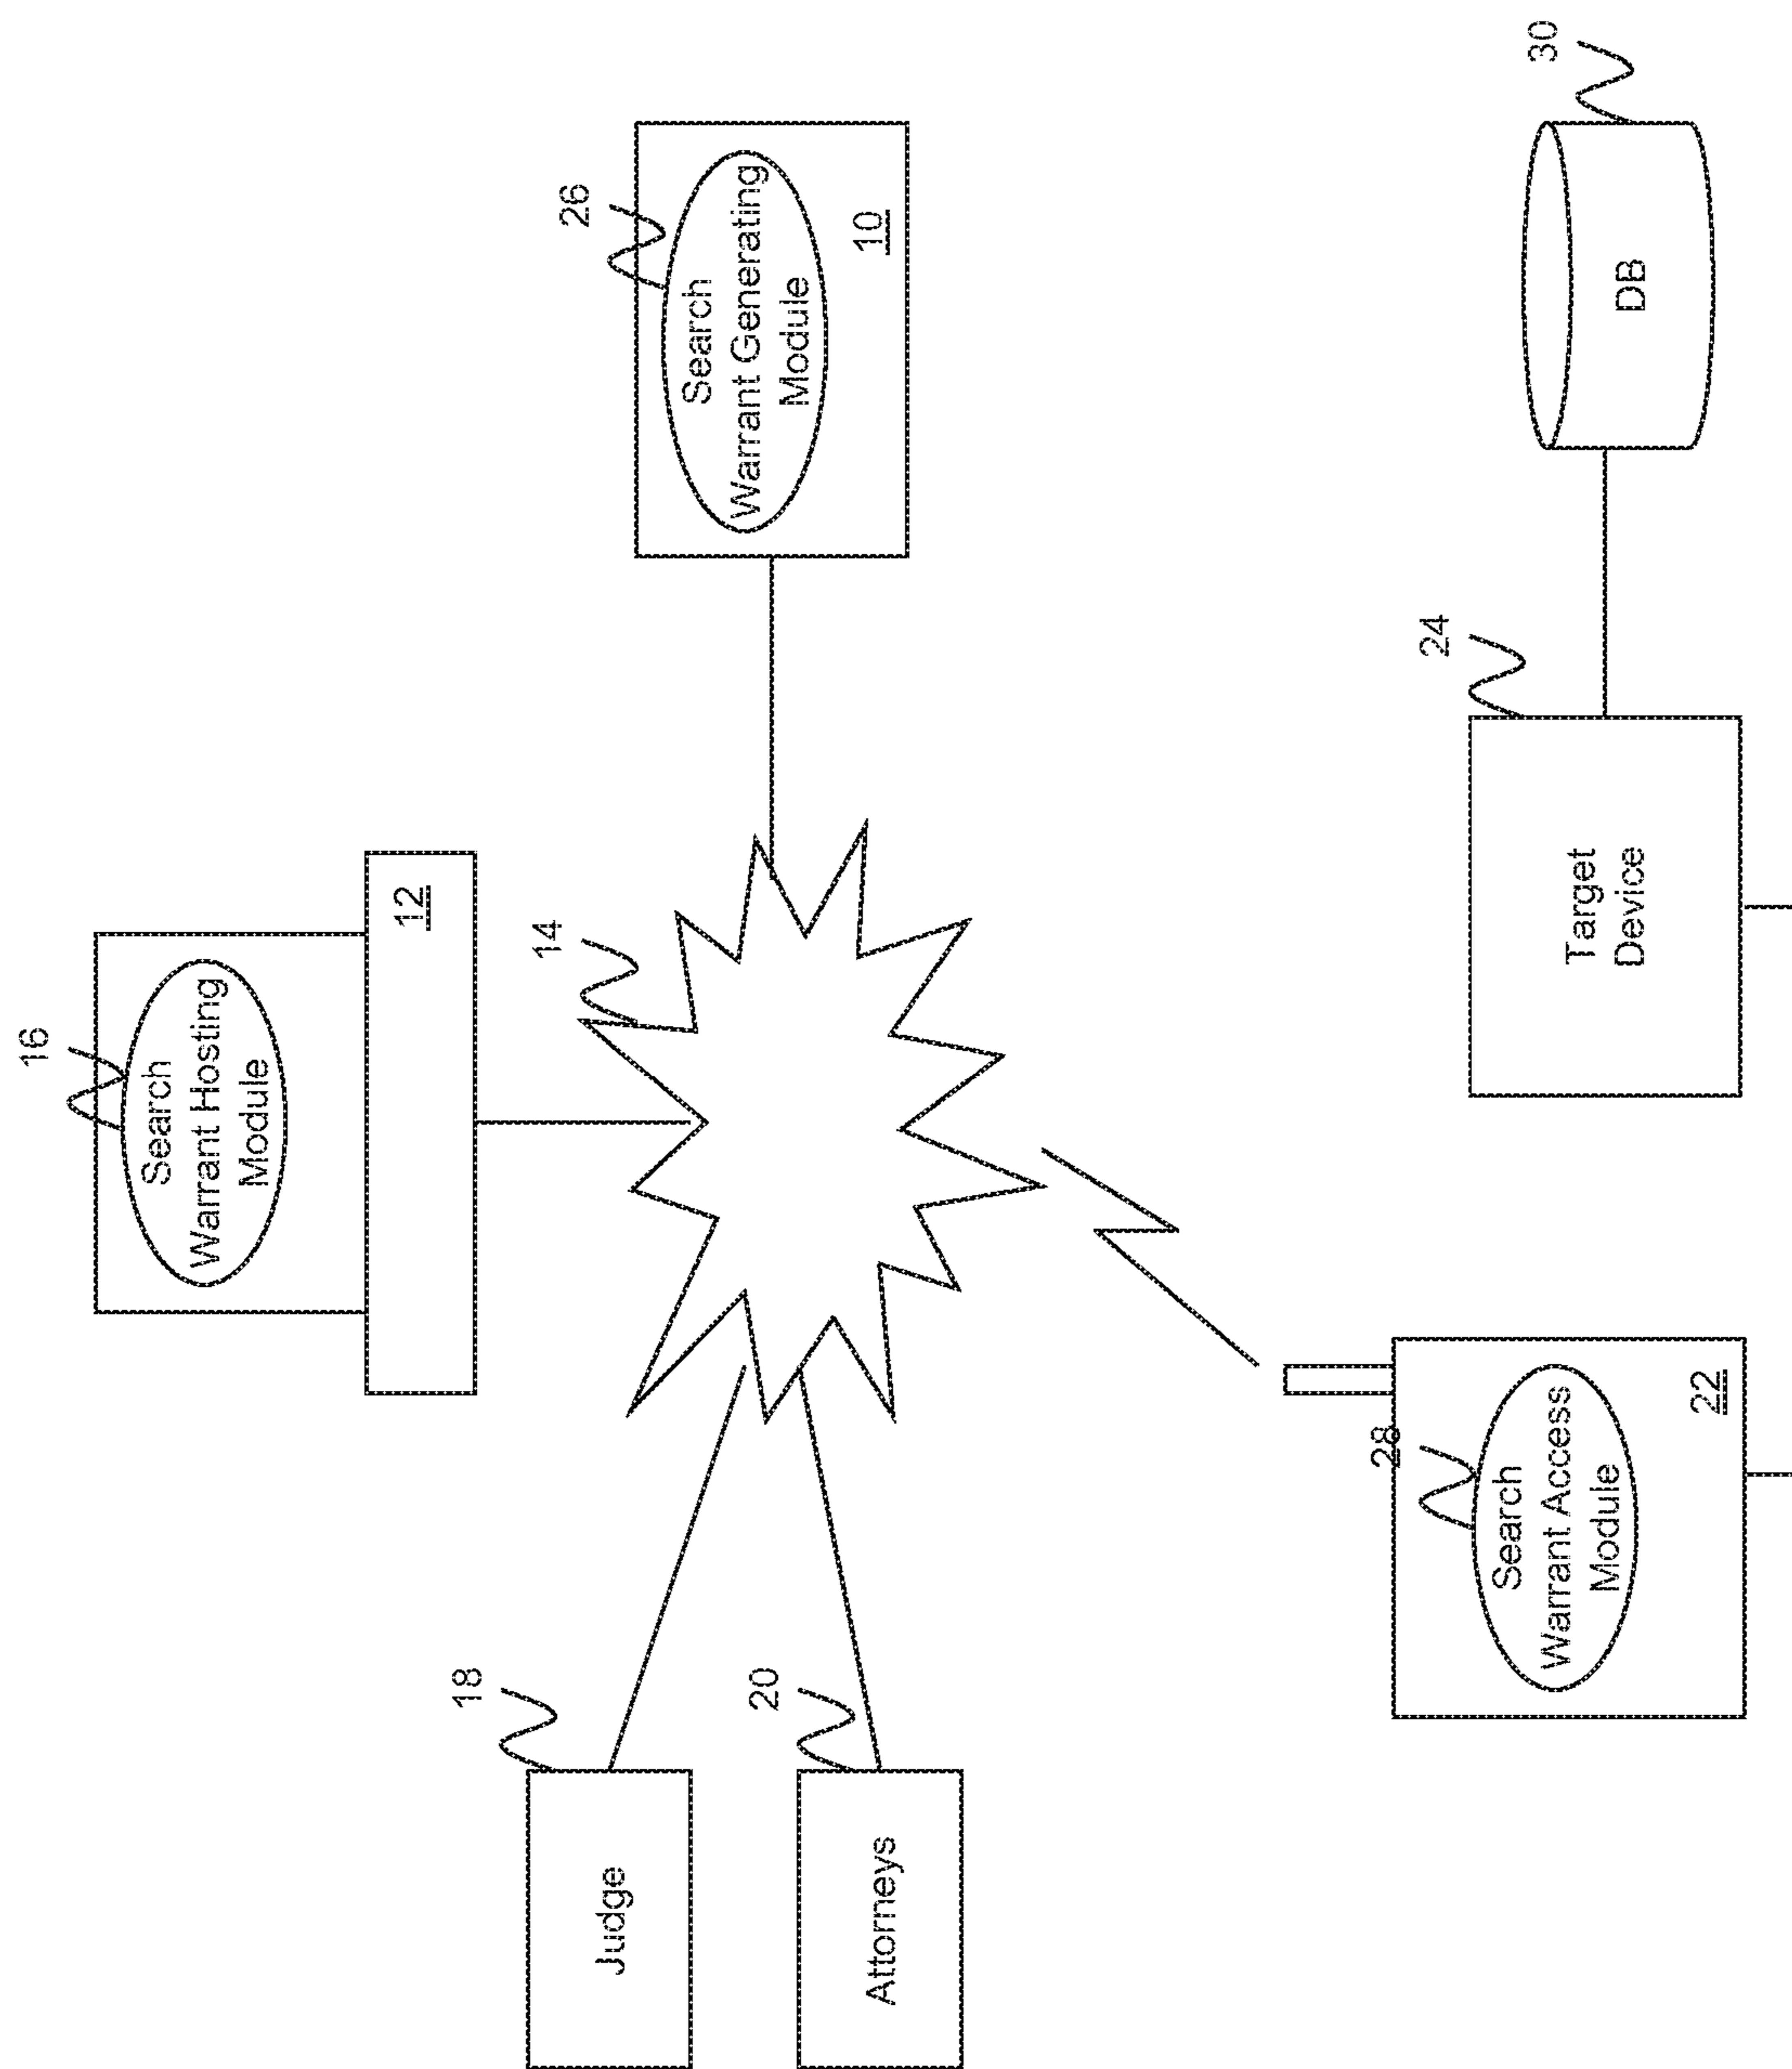 16
Search
Warrant Hosting
Module
12
18
Judge
20
Attorneys
14
26
Search
Warrant Generating
Module
10
28
Search
Warrant Access
Module
22
24
Target
Device
30
DB